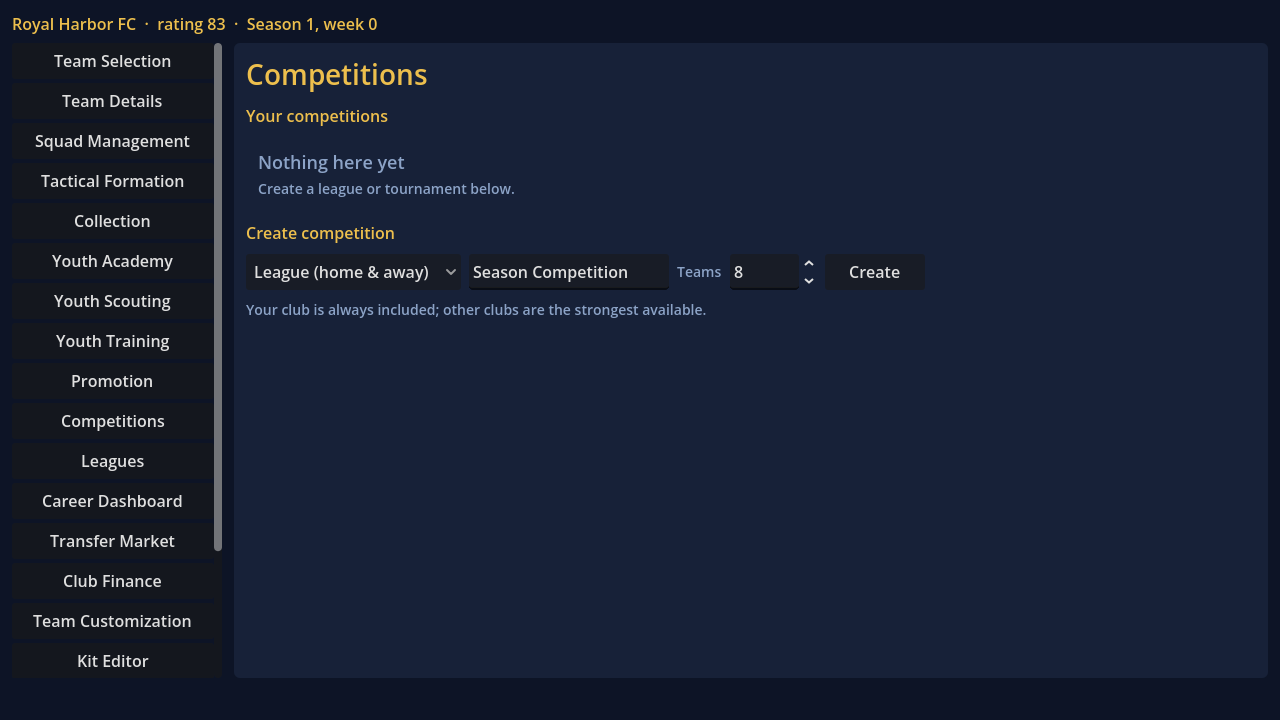 Royal Harbor FC · rating 83 · Season 1, week 0
Team Selection
Team Details
Squad Management
Tactical Formation
Collection
Youth Academy
Youth Scouting
Youth Training
Promotion
Competitions
Leagues
Career Dashboard
Transfer Market
Club Finance
Team Customization
Kit Editor
Competitions
Your competitions
Nothing here yet
Create a league or tournament below.
Create competition
League (home & away) Season Competition Teams 8 Create
Your club is always included; other clubs are the strongest available.